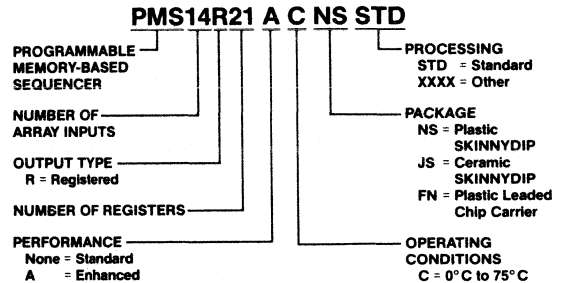 PMS14R21 A C NS STD
PROGRAMMABLE
MEMORY-BASED
SEQUENCER
NUMBER OF
ARRAY INPUTS
OUTPUT TYPE
R = Registered
NUMBER OF REGISTERS
PERFORMANCE
None = Standard
A = Enhanced
PROCESSING
STD = Standard
XXXX = Other
PACKAGE
NS = Plastic
SKINNYDIP
JS = Ceramic
SKINNYDIP
FN = Plastic Leaded
Chip Carrier
OPERATING
CONDITIONS
C = 0°C to 75°C